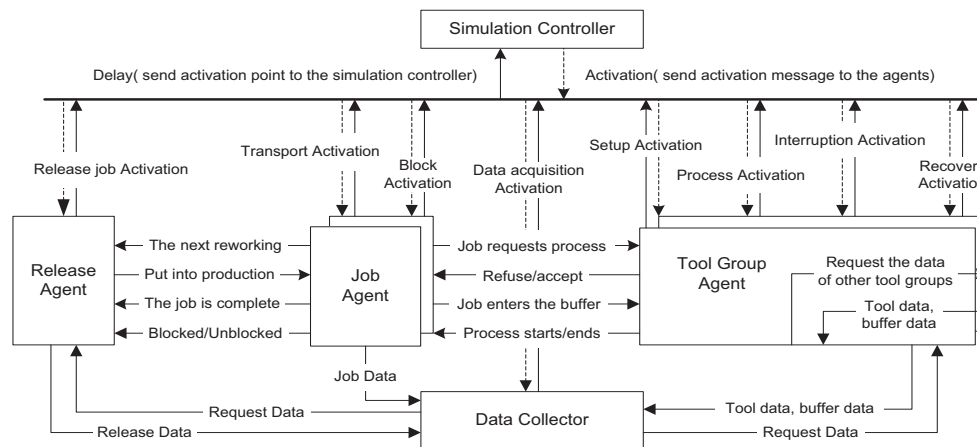 Simulation Controller
Delay( send activation point to the simulation controller)
Activation( send activation message to the agents)
Release job Activation
Transport Activation
Block
Activation
Data acquisition
Activation
Setup Activation
Process Activation
Interruption Activation
Recover
Activation
Release
Agent
The next reworking
Put into production
The job is complete
Blocked/Unblocked
Job
Agent
Job requests process
Refuse/accept
Job enters the buffer
Process starts/ends
Tool Group
Agent
Request the data
of other tool groups
Tool data,
buffer data
Job Data
Request Data
Release Data
Data Collector
Tool data, buffer data
Request Data